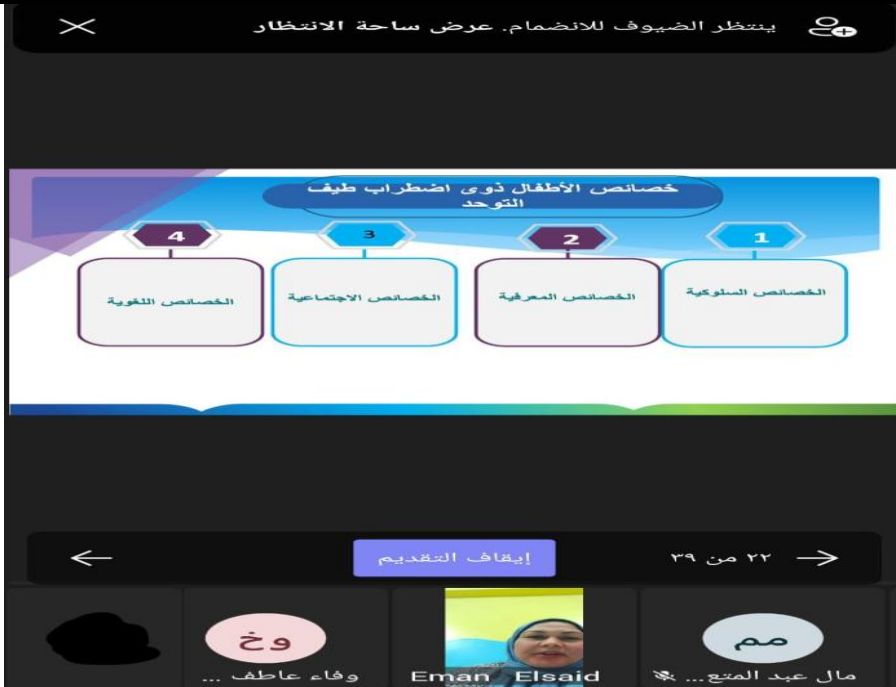 ينتظر الضيوف للانضمام. عرض ساحة الانتظار
خصائص الأطفال ذوى اضطراب طيف
التوحد
1
2
3
4
الخصائص السلوكية
الخصائص المعرفية
الخصائص الاجتماعية
الخصائص اللغوية
٢٢ من ٣٩
إيقاف التقديم
مم
وخ
مال عبد المتع...
Eman Elsaid
وفاء عاطف ...